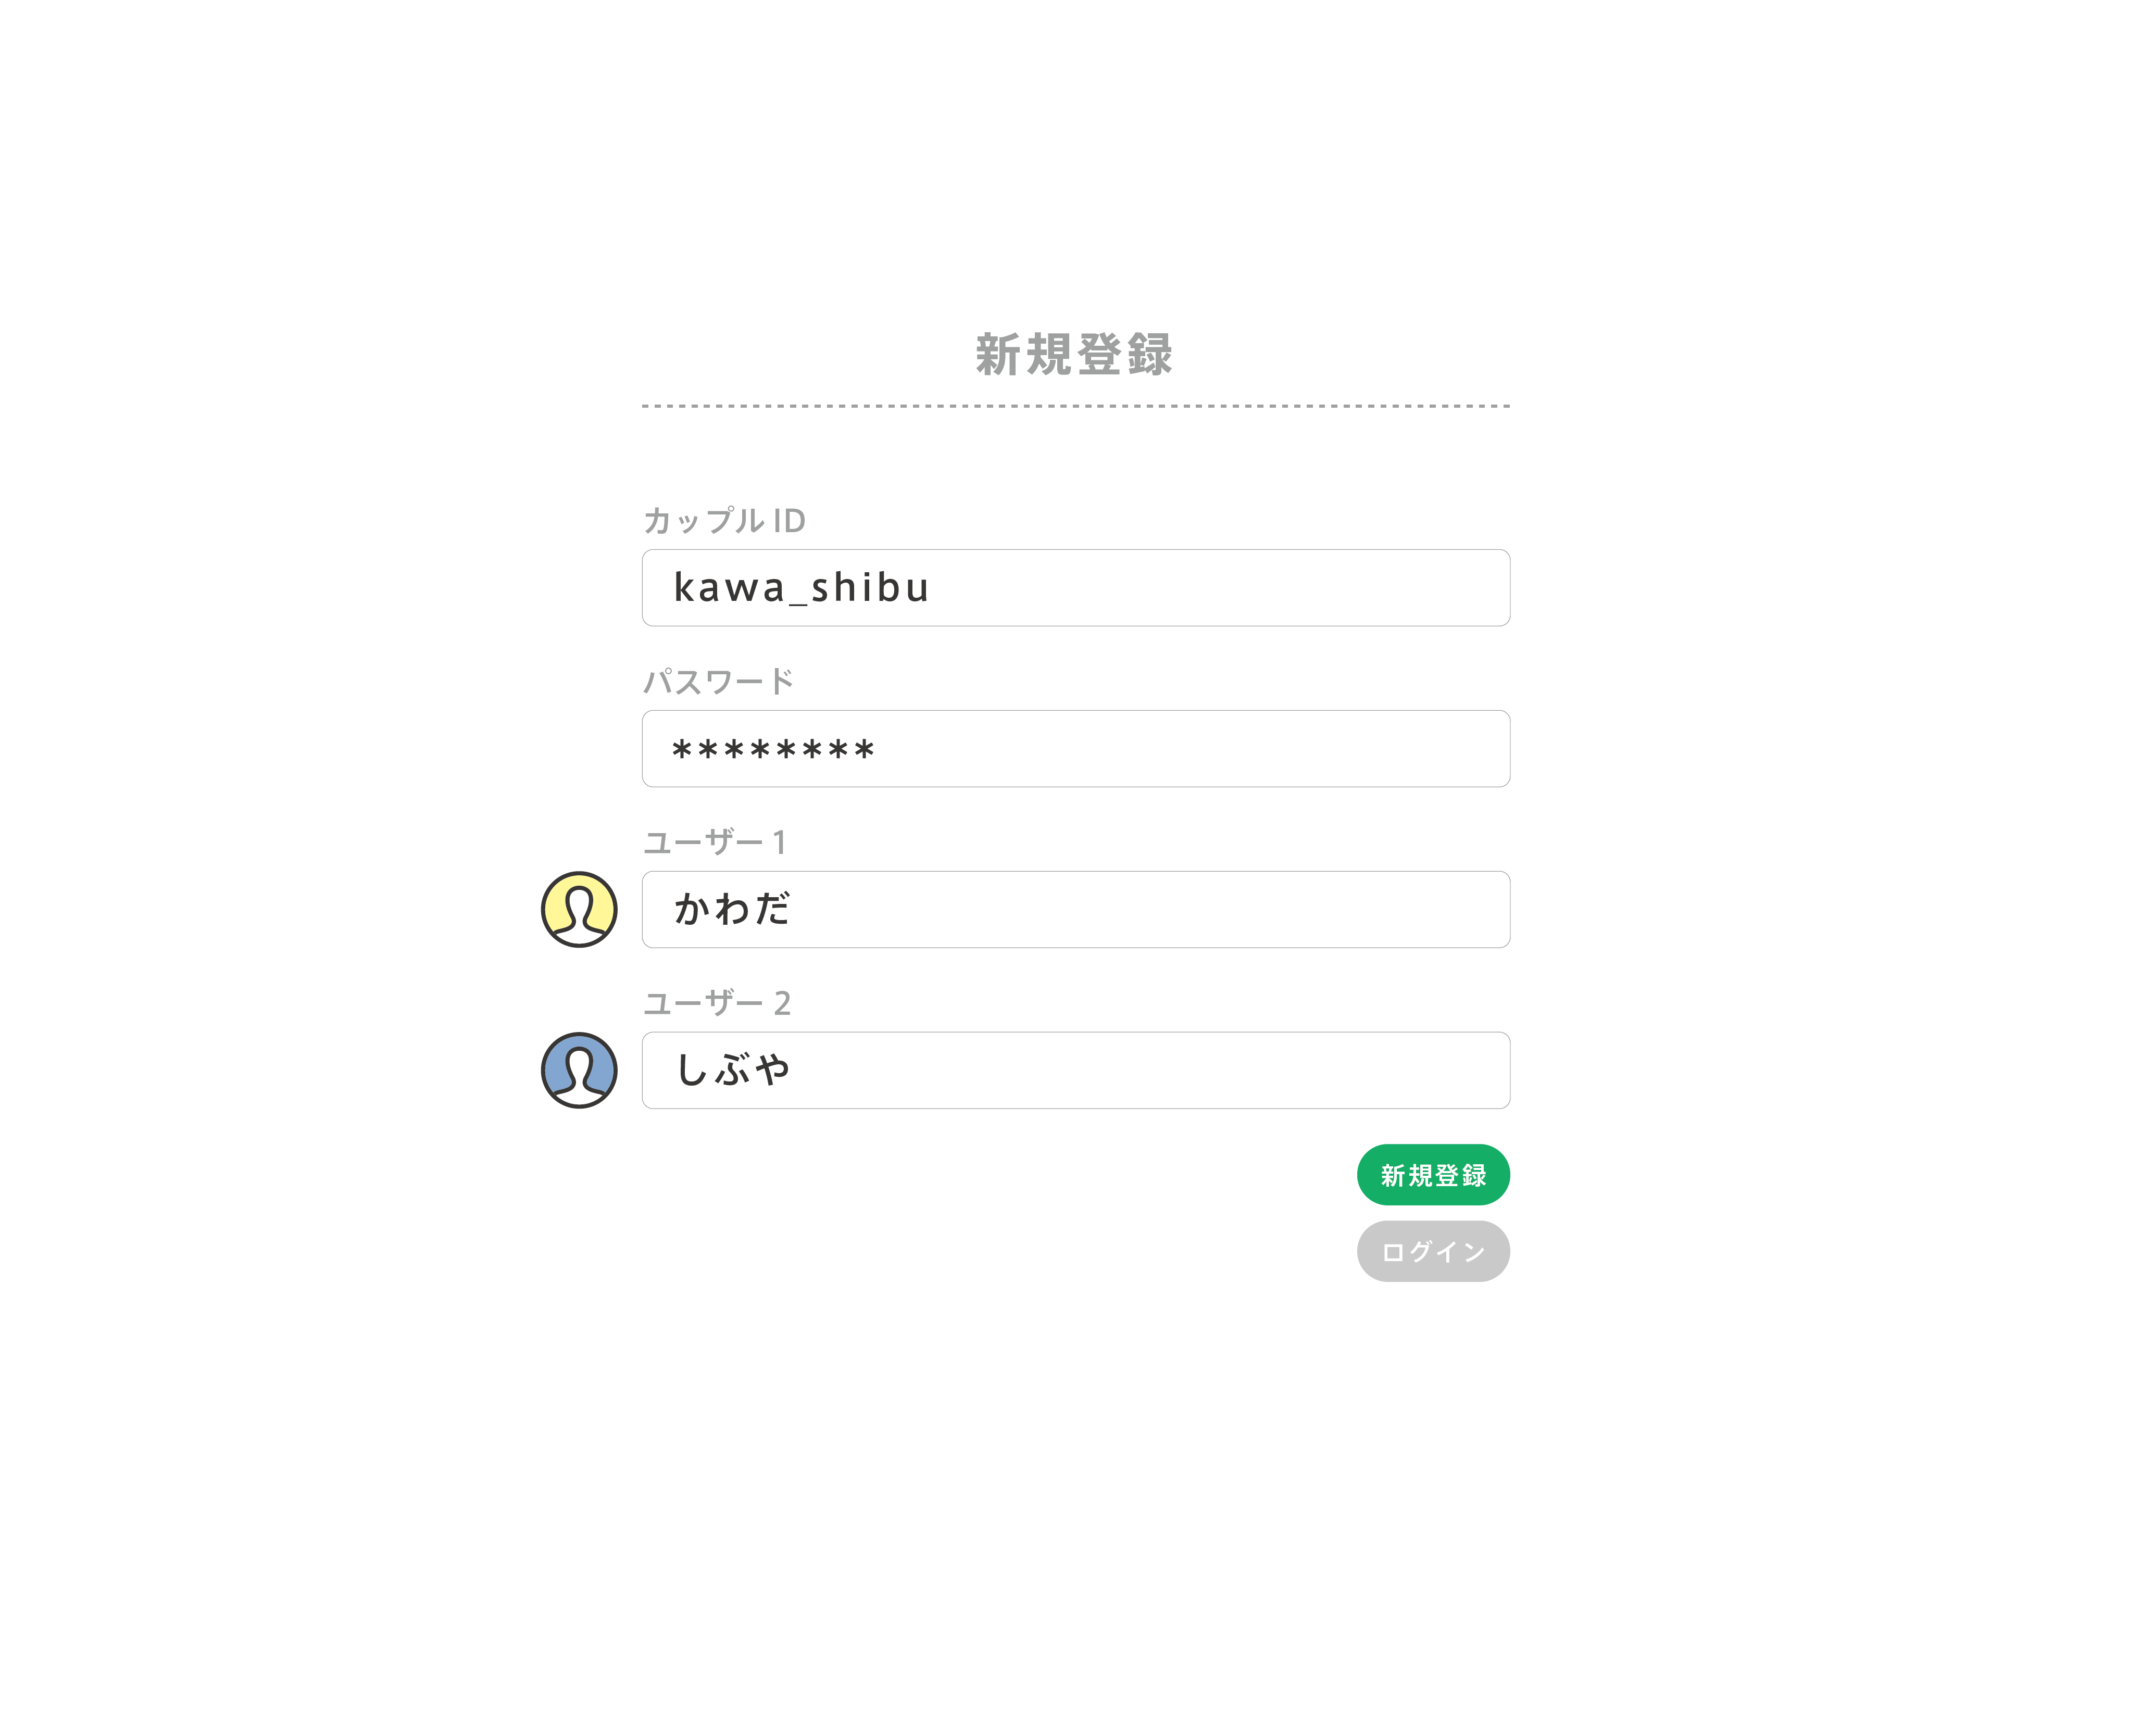 新規登録
カップル ID
kawa_shibu
パスワード
********
ユーザー 1
かわだ
ユーザー 2
しぶや
新規登録
ログイン